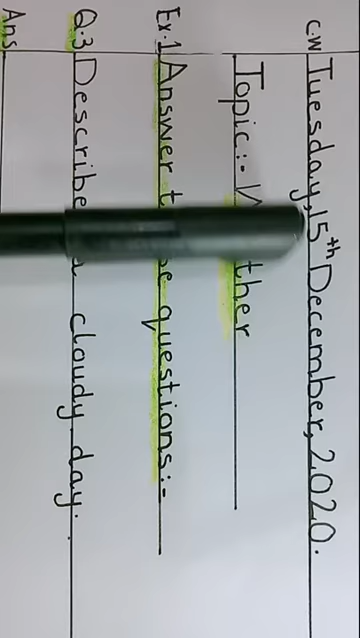 C.W Tuesday, 15th December, 2020.
Topic:-
Ex.1 Answer questions:-
Q.3 Describe cloudy day.
Ans